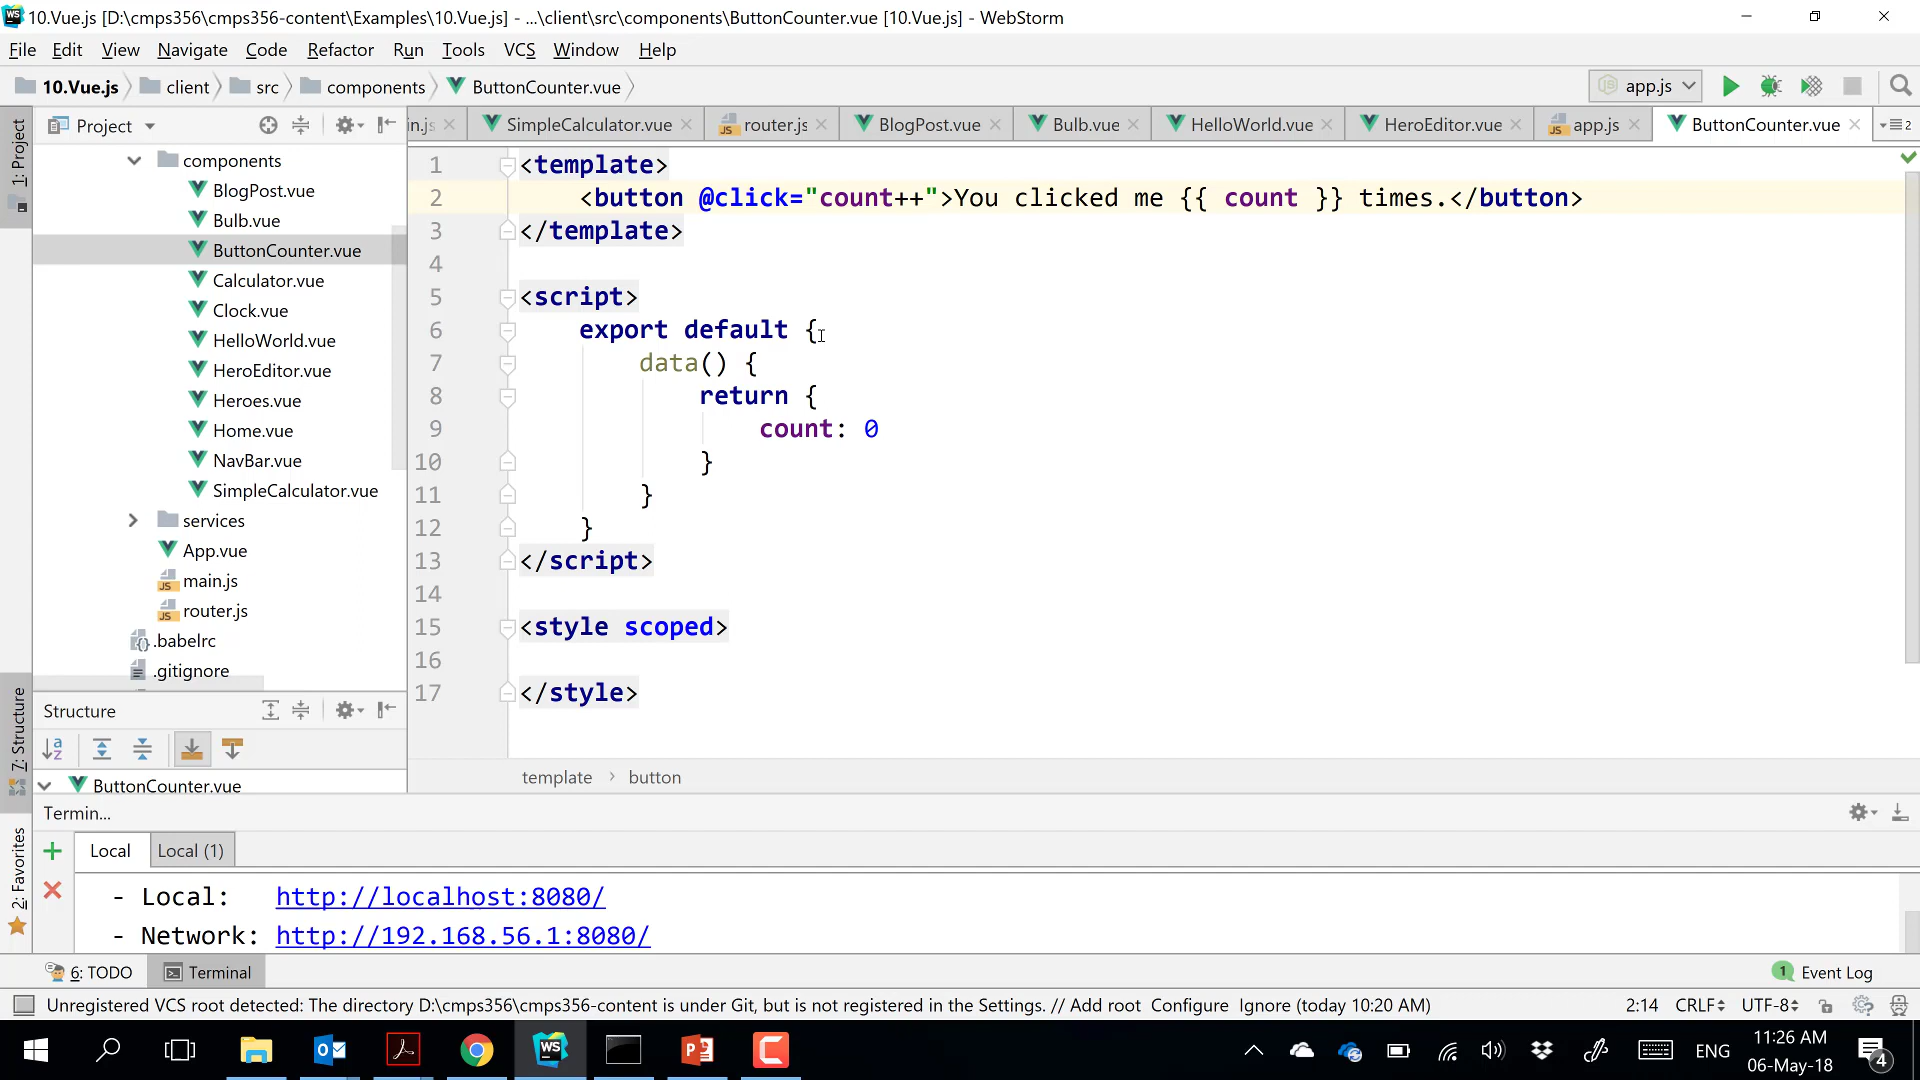 10.Vue.js [D:\cmps356\cmps356-content\Examples\10.Vue.js] - ...\client\src\components\ButtonCounter.vue [10.Vue.js] - WebStorm
File Edit View Navigate Code Refactor Run Tools VCS Window Help
10.Vue.js client src components ButtonCounter.vue app.js
1: Project
Project
in.js SimpleCalculator.vue router.js BlogPost.vue Bulb.vue HelloWorld.vue HeroEditor.vue app.js ButtonCounter.vue 2
components
BlogPost.vue
Bulb.vue
ButtonCounter.vue
Calculator.vue
Clock.vue
HelloWorld.vue
HeroEditor.vue
Heroes.vue
Home.vue
NavBar.vue
SimpleCalculator.vue
services
App.vue
main.js
router.js
.babelrc
.gitignore
1 <template>
2 <button @click="count++">You clicked me {{ count }} times.</button>
3 </template>
4
5 <script>
6 export default {
7 data() {
8 return {
9 count: 0
10 }
11 }
12 }
13 </script>
14
15 <style scoped>
16
17 </style>
template button
7: Structure
Structure
ButtonCounter.vue
2: Favorites
Termin...
Local Local (1)
- Local: http://localhost:8080/
- Network: http://192.168.56.1:8080/
6: TODO Terminal 1 Event Log
Unregistered VCS root detected: The directory D:\cmps356\cmps356-content is under Git, but is not registered in the Settings. // Add root Configure Ignore (today 10:20 AM) 2:14 CRLF UTF-8
ENG 11:26 AM
06-May-18 4